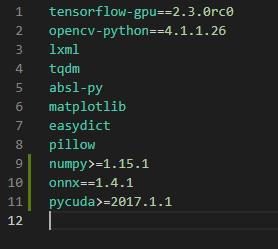 1 tensorflow-gpu==2.3.0rc0
2 opencv-python==4.1.1.26
3 lxml
4 tqdm
5 absl-py
6 matplotlib
7 easydict
8 pillow
9 numpy>=1.15.1
10 onnx==1.4.1
11 pycuda>=2017.1.1
12